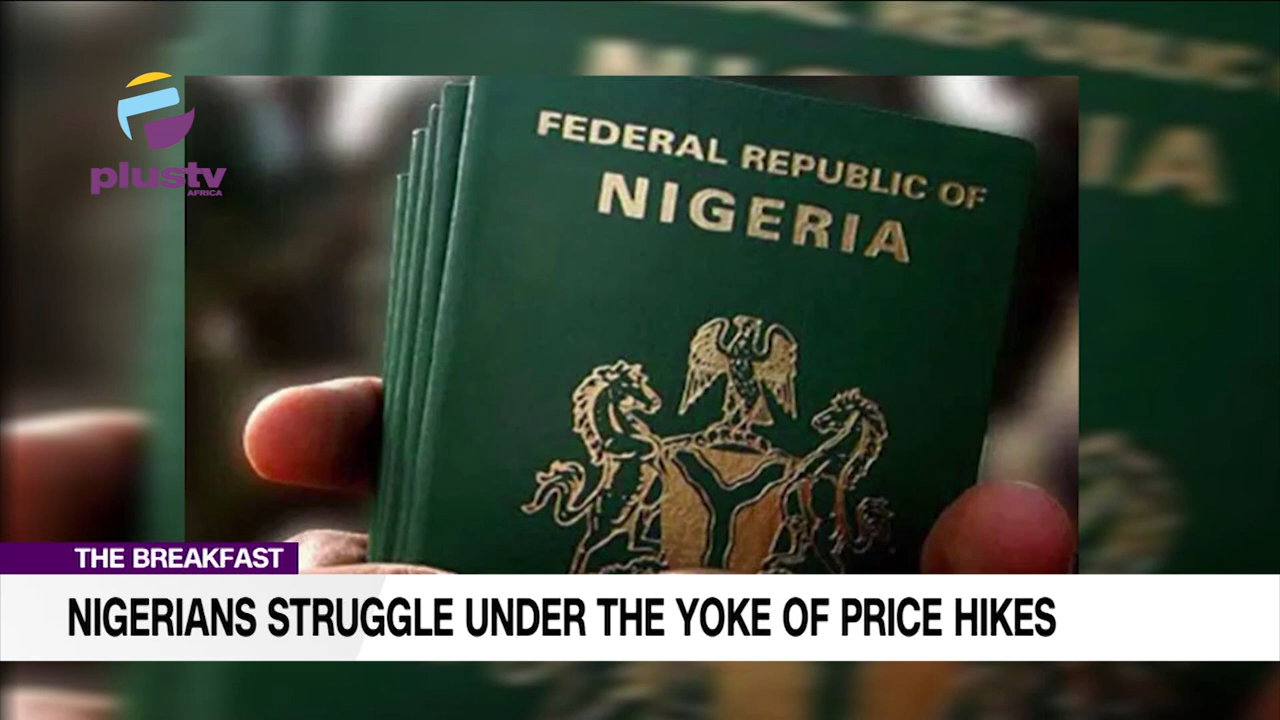 plustv
AFRICA
FEDERAL REPUBLIC OF
NIGERIA
THE BREAKFAST
NIGERIANS STRUGGLE UNDER THE YOKE OF PRICE HIKES